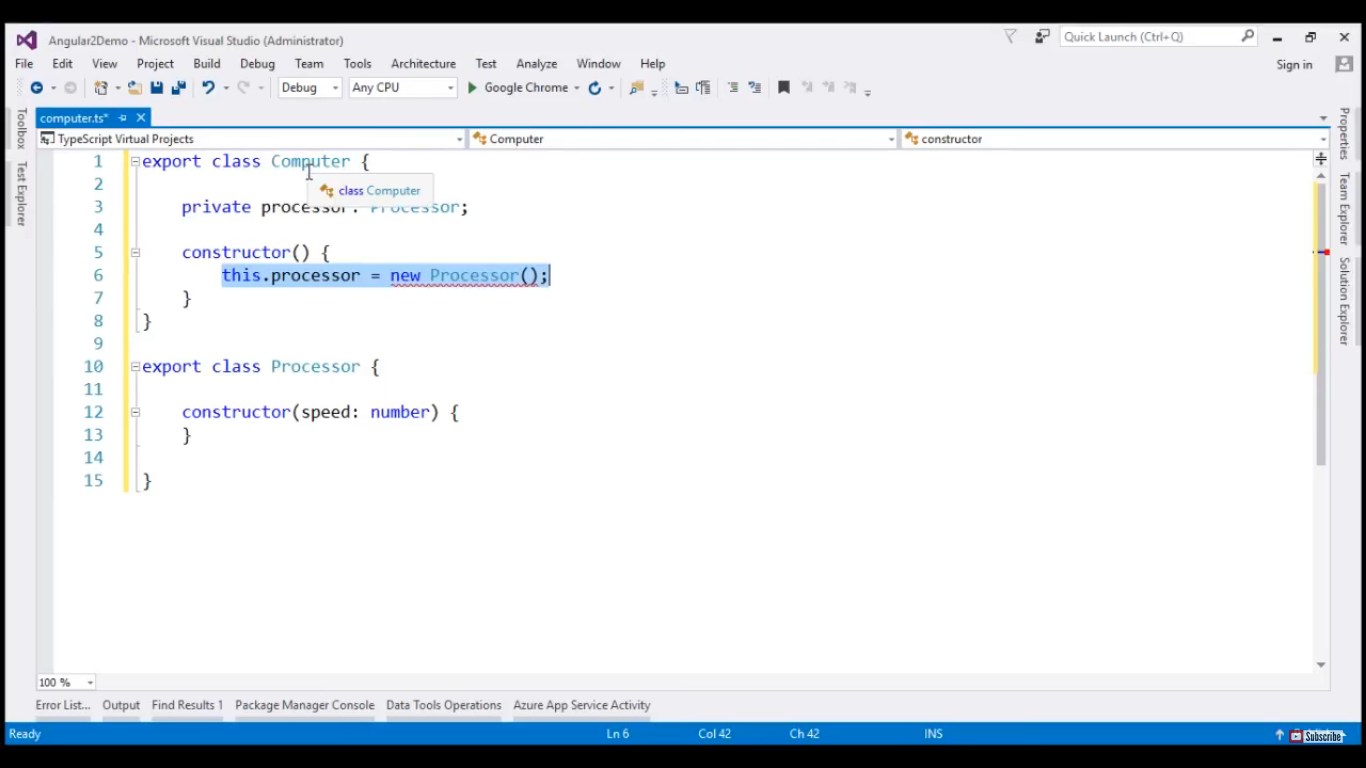 Angular2Demo - Microsoft Visual Studio (Administrator)
Quick Launch (Ctrl+Q)
File Edit View Project Build Debug Team Tools Architecture Test Analyze Window Help
Sign in
Debug Any CPU Google Chrome
Toolbox
Test Explorer
computer.ts*
TypeScript Virtual Projects Computer constructor
1 export class Computer {
2
class Computer
3 private processor: Processor;
4
5 constructor() {
6 this.processor = new Processor();
7 }
8 }
9
10 export class Processor {
11
12 constructor(speed: number) {
13 }
14
15 }
Properties
Team Explorer
Solution Explorer
100 %
Error List... Output Find Results 1 Package Manager Console Data Tools Operations Azure App Service Activity
Ready Ln 6 Col 42 Ch 42 INS
Subscribe